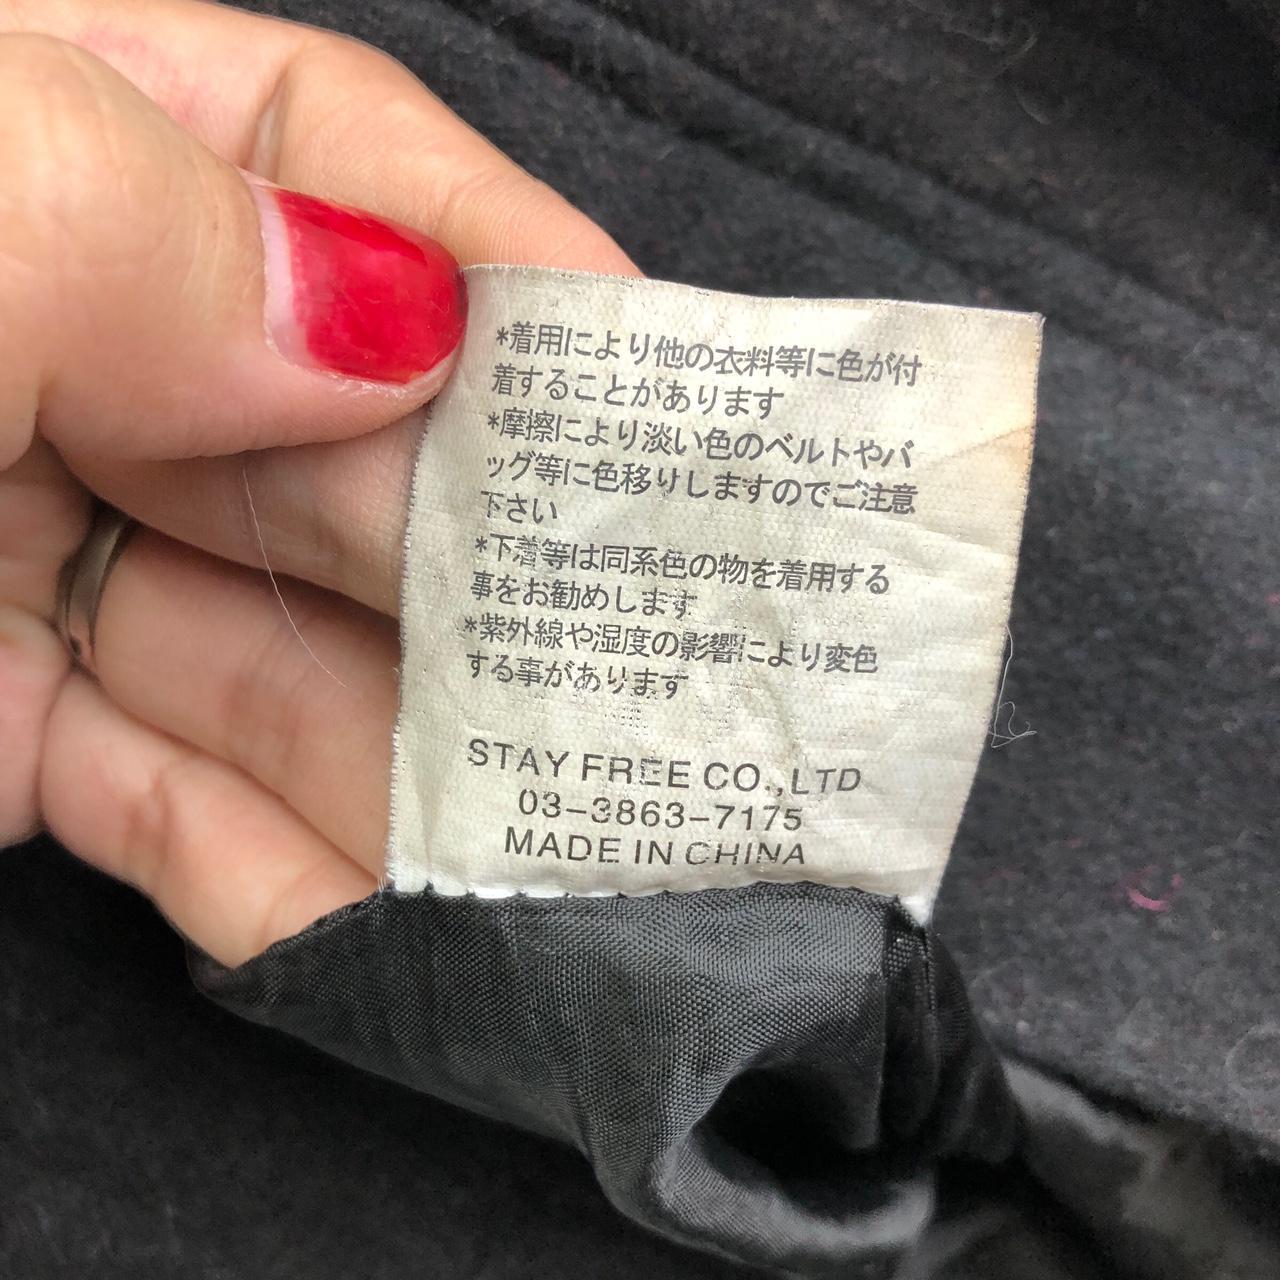 *着用により他の衣料等に色が付
着することがあります
*摩擦により淡い色のベルトやバ
ッグ等に色移りしますのでご注意
下さい
*下着等は同系色の物を着用する
事をお勧めします
*紫外線や湿度の影響により変色
する事があります
STAY FREE CO.,LTD
03-3863-7175
MADE IN CHINA